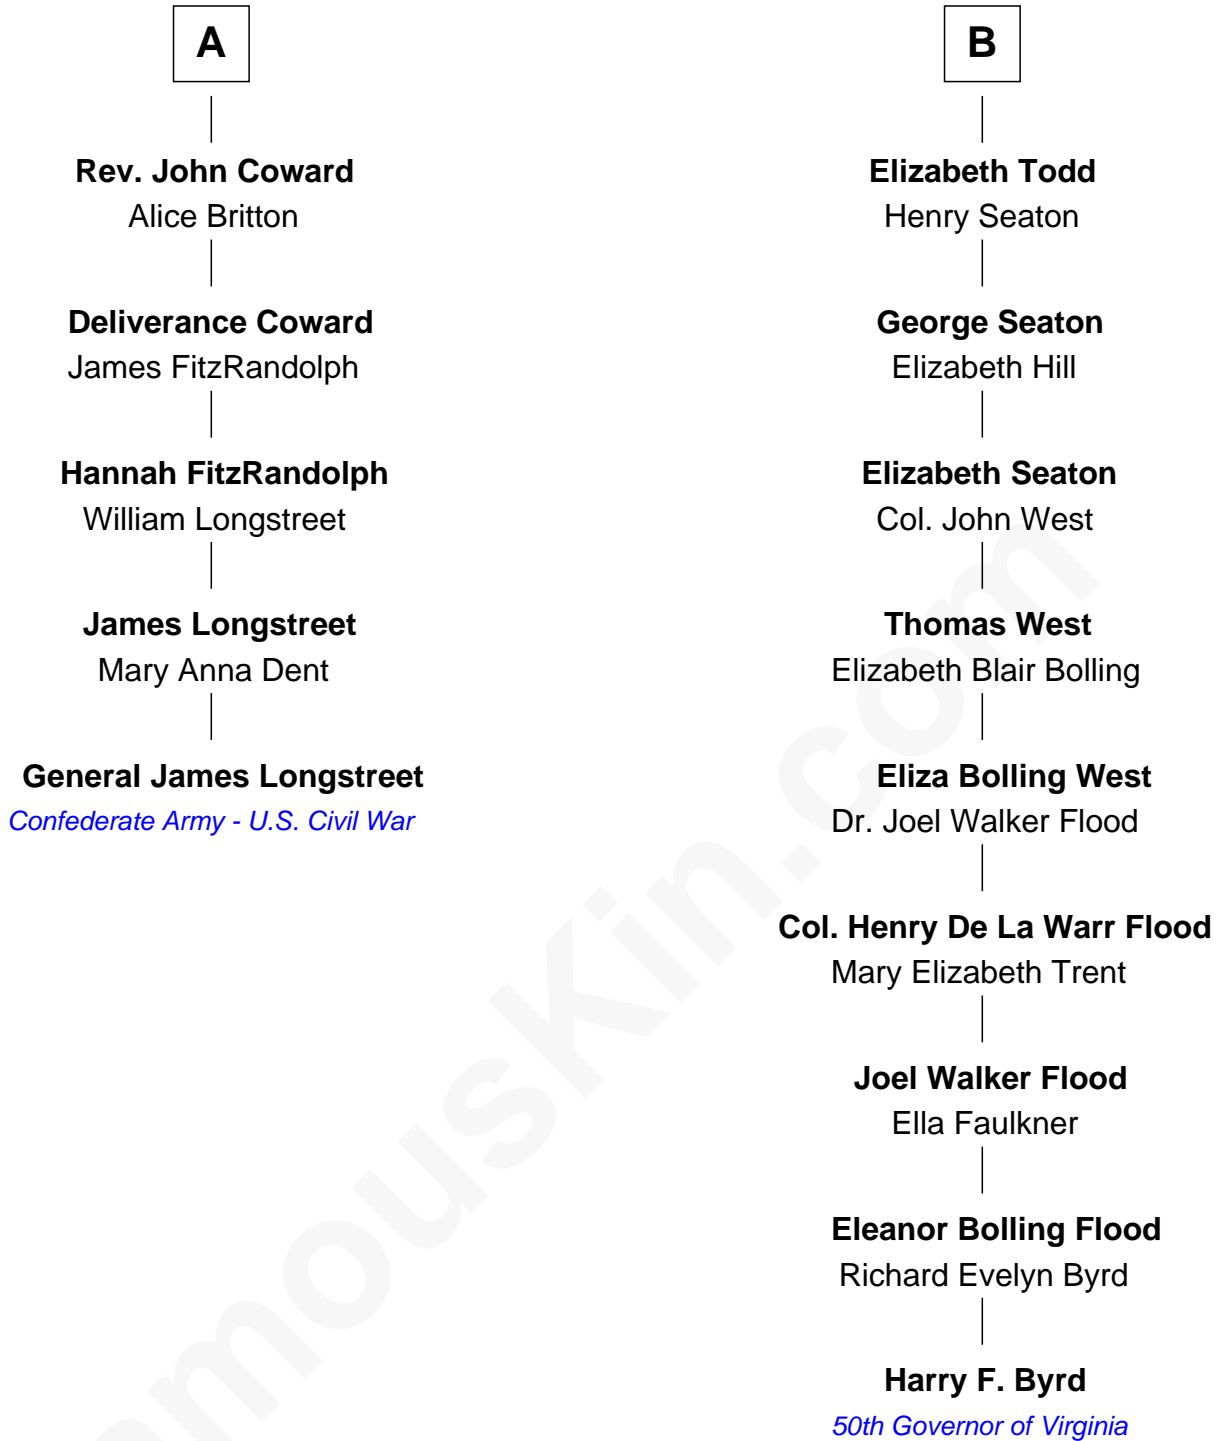 A
Rev. John Coward
Alice Britton
Deliverance Coward
James FitzRandolph
Hannah FitzRandolph
William Longstreet
James Longstreet
Mary Anna Dent
General James Longstreet
Confederate Army - U.S. Civil War
B
Elizabeth Todd
Henry Seaton
George Seaton
Elizabeth Hill
Elizabeth Seaton
Col. John West
Thomas West
Elizabeth Blair Bolling
Eliza Bolling West
Dr. Joel Walker Flood
Col. Henry De La Warr Flood
Mary Elizabeth Trent
Joel Walker Flood
Ella Faulkner
Eleanor Bolling Flood
Richard Evelyn Byrd
Harry F. Byrd
50th Governor of Virginia
amouskin.com